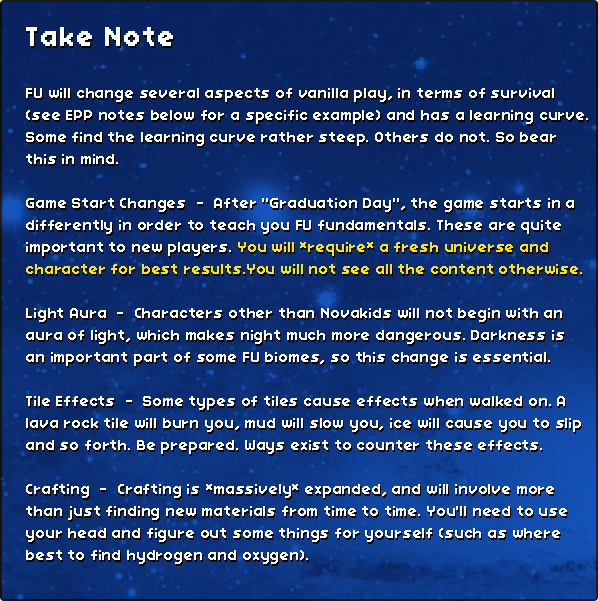 Take Note
FU will change several aspects of vanilla play, in terms of survival
(see EPP notes below for a specific example) and has a learning curve.
Some find the learning curve rather steep. Others do not. So bear
this in mind.
Game Start Changes - After "Graduation Day", the game starts in a
differently in order to teach you FU fundamentals. These are quite
important to new players. You will *require* a fresh universe and
character for best results.You will not see all the content otherwise.
Light Aura - Characters other than Novakids will not begin with an
aura of light, which makes night much more dangerous. Darkness is
an important part of some FU biomes, so this change is essential.
Tile Effects - Some types of tiles cause effects when walked on. A
lava rock tile will burn you, mud will slow you, ice will cause you to slip
and so forth. Be prepared. Ways exist to counter these effects.
Crafting - Crafting is *massively* expanded, and will involve more
than just finding new materials from time to time. You'll need to use
your head and figure out some things for yourself (such as where
best to find hydrogen and oxygen).